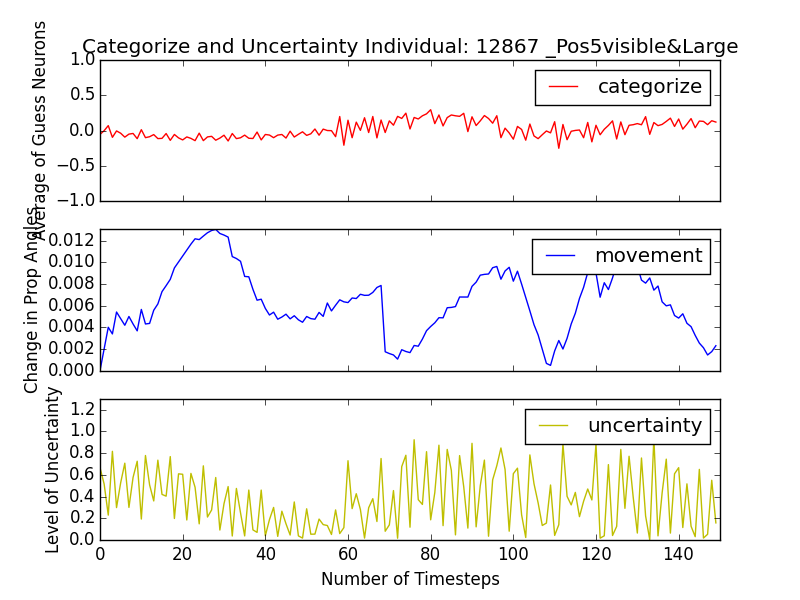 Categorize and Uncertainty Individual: 12867 _Pos5visible&Large
Average of Guess Neurons
1.0
0.5
0.0
−0.5
−1.0
categorize
Change in Prop Angles
0.012
0.010
0.008
0.006
0.004
0.002
0.000
movement
Level of Uncertainty
1.2
1.0
0.8
0.6
0.4
0.2
0.0
uncertainty
0 20 40 60 80 100 120 140
Number of Timesteps